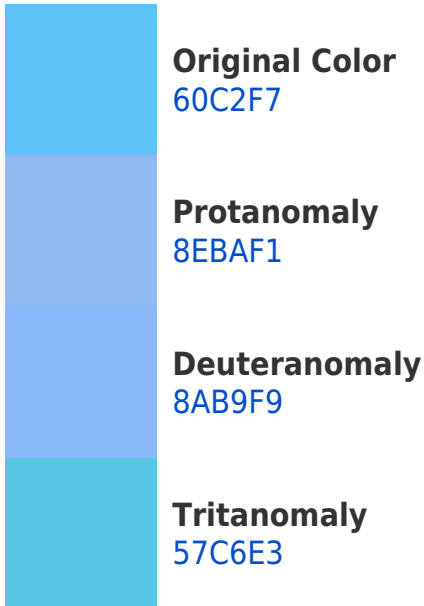 Original Color
60C2F7
Protanomaly
8EBAF1
Deuteranomaly
8AB9F9
Tritanomaly
57C6E3